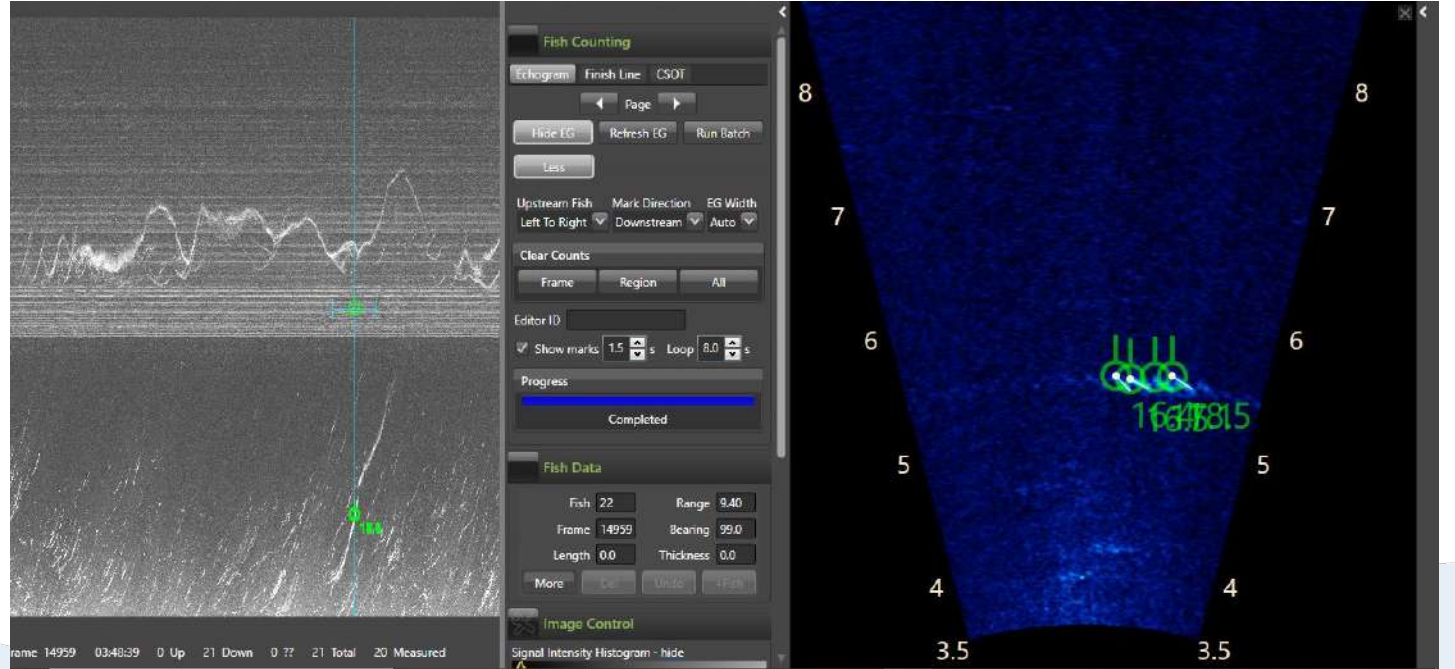 Fish Counting
Echogram Finish Line CSOT
Page
Hide EG Refresh EG Run Batch
Less
Upstream Fish Mark Direction EG Width
Left To Right Downstream Auto
Clear Counts
Frame Region All
Editor ID
Show marks 1.5 s Loop 8.0 s
Progress
Completed
Fish Data
Fish 22 Range 9.40
Frame 14959 Bearing 99.0
Length 0.0 Thickness 0.0
More Undo +Fish
Image Control
Signal Intensity Histogram - hide
rame 14959 03:48:39 0 Up 21 Down 0 ?? 21 Total 20 Measured
8 8
7 7
6 6
5 5
4 4
3.5 3.5